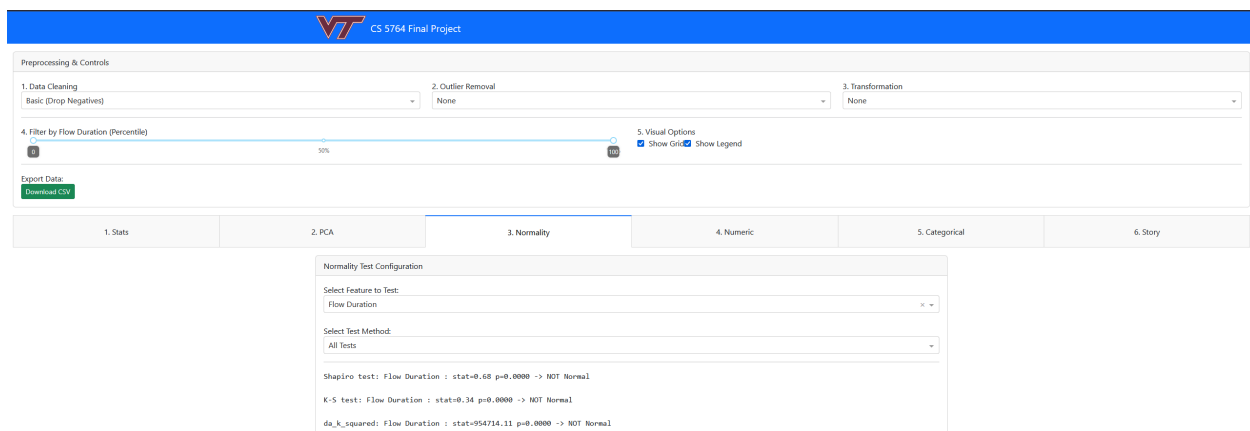 VT CS 5764 Final Project
Preprocessing & Controls
1. Data Cleaning
Basic (Drop Negatives)
2. Outlier Removal
None
3. Transformation
None
4. Filter by Flow Duration (Percentile)
0 50% 100
5. Visual Options
Show Grid Show Legend
Export Data:
Download CSV
1. Stats 2. PCA 3. Normality 4. Numeric 5. Categorical 6. Story
Normality Test Configuration
Select Feature to Test:
Flow Duration ×
Select Test Method:
All Tests
Shapiro test: Flow Duration : stat=0.68 p=0.0000 -> NOT Normal
K-S test: Flow Duration : stat=0.34 p=0.0000 -> NOT Normal
da_k_squared: Flow Duration : stat=954714.11 p=0.0000 -> NOT Normal